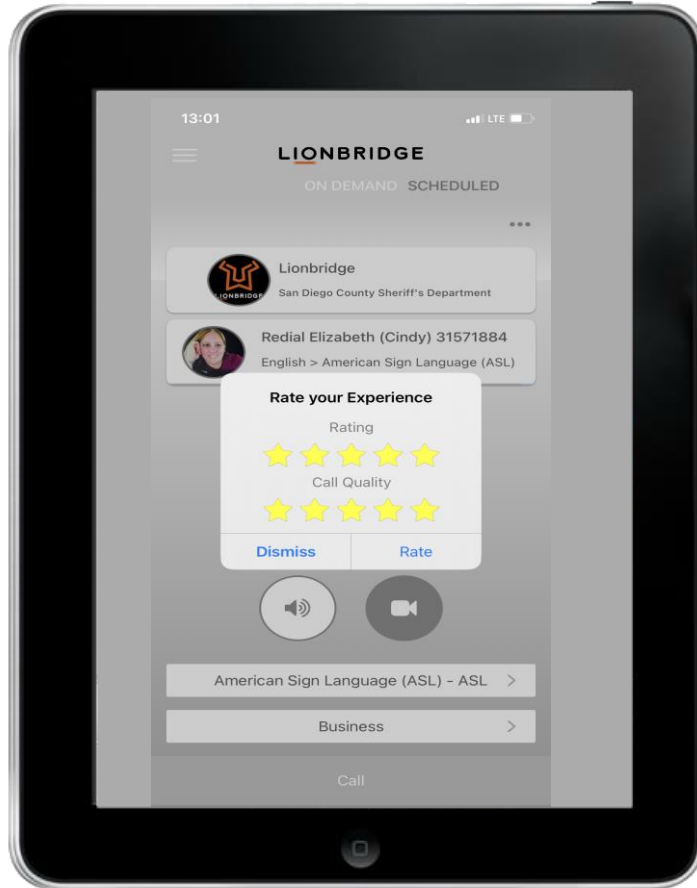 13:01
LTE
LIONBRIDGE
ON DEMAND SCHEDULED
LIONBRIDGE
Lionbridge
San Diego County Sheriff's Department
Redial Elizabeth (Cindy) 31571884
English > American Sign Language (ASL)
Rate your Experience
Rating
Call Quality
Dismiss Rate
American Sign Language (ASL) - ASL >
Business >
Call